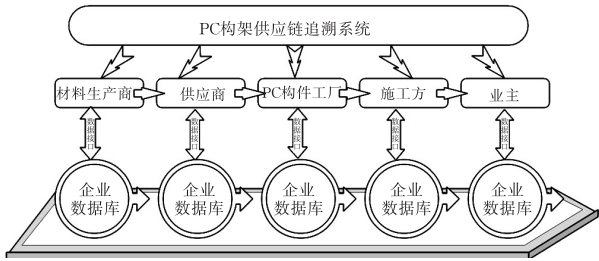 PC构架供应链追溯系统
材料生产商
供应商
PC构件工厂
施工方
业主
数据接口
数据接口
数据接口
数据接口
数据接口
企业
数据库
企业
数据库
企业
数据库
企业
数据库
企业
数据库